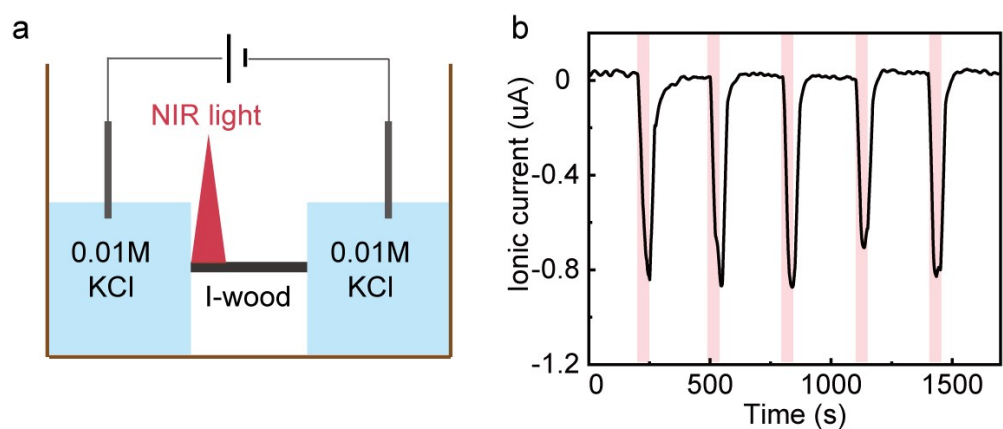 a
NIR light
0.01M
KCl
I-wood
0.01M
KCl
b
Ionic current (uA)
0
-0.4
-0.8
-1.2
0
500
1000
1500
Time (s)